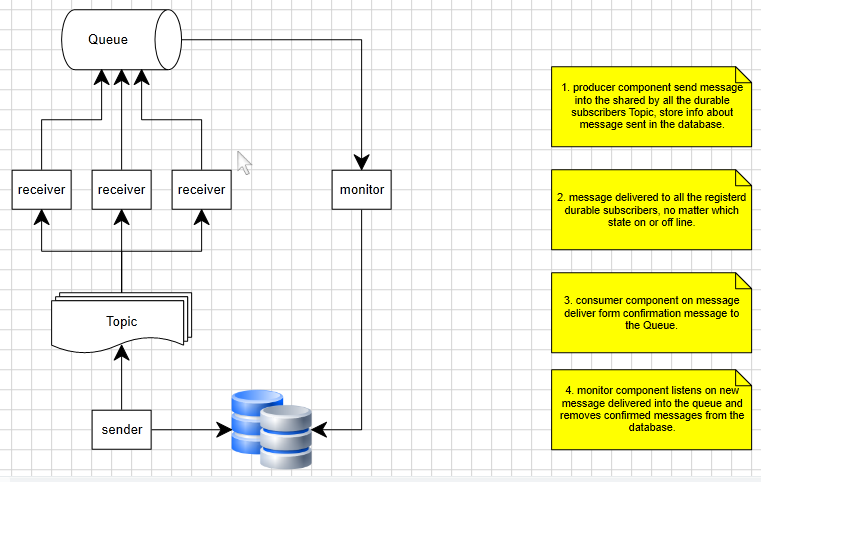 Queue
1. producer component send message
into the shared by all the durable
subscribers Topic, store info about
message sent in the database.
receiver
receiver
receiver
monitor
2. message delivered to all the registerd
durable subscribers, no matter which
state on or off line.
3. consumer component on message
deliver form confirmation message to
the Queue.
Topic
4. monitor component listens on new
message delivered into the queue and
removes confirmed messages from the
database.
sender